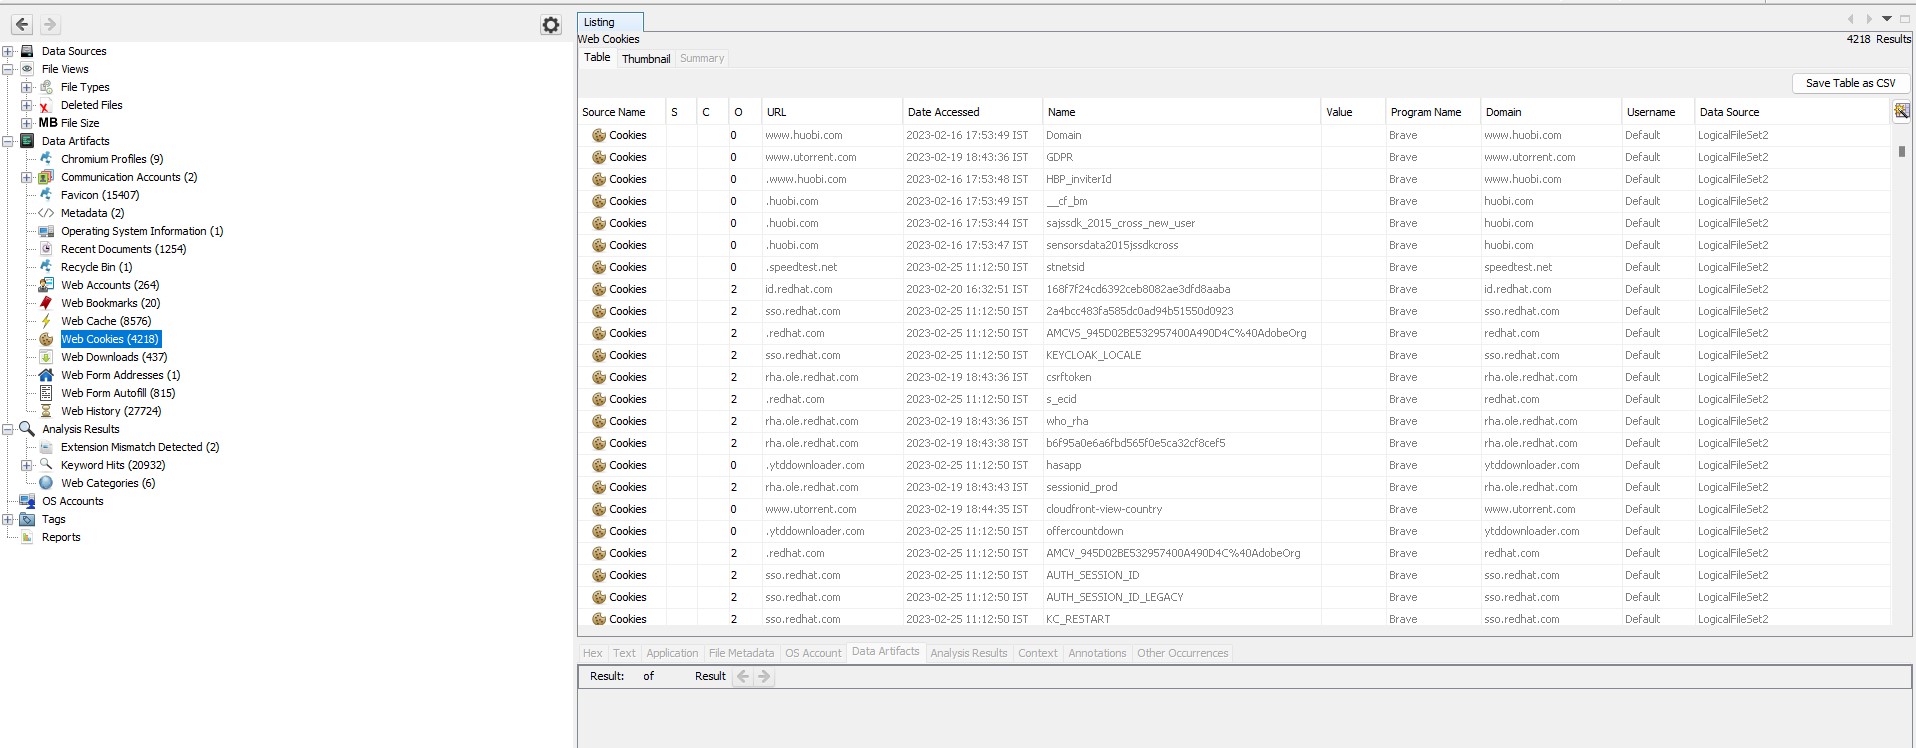 Data Sources
File Views
File Types
Deleted Files
MB File Size
Data Artifacts
Chromium Profiles (9)
Communication Accounts (2)
Favicon (15407)
Metadata (2)
Operating System Information (1)
Recent Documents (1254)
Recycle Bin (1)
Web Accounts (264)
Web Bookmarks (20)
Web Cache (8576)
Web Cookies (4218)
Web Downloads (437)
Web Form Addresses (1)
Web Form Autofill (815)
Web History (27724)
Analysis Results
Extension Mismatch Detected (2)
Keyword Hits (20932)
Web Categories (6)
OS Accounts
Tags
Reports
Listing
Web Cookies 4218 Results
Table Thumbnail Summary
Save Table as CSV
Source Name S C O URL Date Accessed Name Value Program Name Domain Username Data Source
Cookies 0 www.huobi.com 2023-02-16 17:53:49 IST Domain Brave www.huobi.com Default LogicalFileSet2
Cookies 0 www.utorrent.com 2023-02-19 18:43:36 IST GDPR Brave www.utorrent.com Default LogicalFileSet2
Cookies 0 .www.huobi.com 2023-02-16 17:53:48 IST HBP_inviterId Brave www.huobi.com Default LogicalFileSet2
Cookies 0 .huobi.com 2023-02-16 17:53:49 IST __cf_bm Brave huobi.com Default LogicalFileSet2
Cookies 0 .huobi.com 2023-02-16 17:53:44 IST sajssdk_2015_cross_new_user Brave huobi.com Default LogicalFileSet2
Cookies 0 .huobi.com 2023-02-16 17:53:47 IST sensorsdata2015jssdkcross Brave huobi.com Default LogicalFileSet2
Cookies 0 .speedtest.net 2023-02-25 11:12:50 IST stnetsid Brave speedtest.net Default LogicalFileSet2
Cookies 2 id.redhat.com 2023-02-20 16:32:51 IST 168f7f24cd6392ceb8082ae3dfd8aaba Brave id.redhat.com Default LogicalFileSet2
Cookies 2 sso.redhat.com 2023-02-25 11:12:50 IST 2a4bcc483fa585dc0ad94b51550d0923 Brave sso.redhat.com Default LogicalFileSet2
Cookies 2 .redhat.com 2023-02-25 11:12:50 IST AMCVS_945D02BE532957400A490D4C%40AdobeOrg Brave redhat.com Default LogicalFileSet2
Cookies 2 sso.redhat.com 2023-02-25 11:12:50 IST KEYCLOAK_LOCALE Brave sso.redhat.com Default LogicalFileSet2
Cookies 2 rha.ole.redhat.com 2023-02-19 18:43:36 IST csrftoken Brave rha.ole.redhat.com Default LogicalFileSet2
Cookies 2 .redhat.com 2023-02-25 11:12:50 IST s_ecid Brave redhat.com Default LogicalFileSet2
Cookies 2 rha.ole.redhat.com 2023-02-19 18:43:36 IST who_rha Brave rha.ole.redhat.com Default LogicalFileSet2
Cookies 2 rha.ole.redhat.com 2023-02-19 18:43:38 IST b6f95a0e6a6fbd565f0e5ca32cf8cef5 Brave rha.ole.redhat.com Default LogicalFileSet2
Cookies 0 .ytddownloader.com 2023-02-25 11:12:50 IST hasapp Brave ytddownloader.com Default LogicalFileSet2
Cookies 2 rha.ole.redhat.com 2023-02-19 18:43:43 IST sessionid_prod Brave rha.ole.redhat.com Default LogicalFileSet2
Cookies 0 www.utorrent.com 2023-02-19 18:44:35 IST cloudfront-view-country Brave www.utorrent.com Default LogicalFileSet2
Cookies 0 .ytddownloader.com 2023-02-25 11:12:50 IST offercountdown Brave ytddownloader.com Default LogicalFileSet2
Cookies 2 .redhat.com 2023-02-25 11:12:50 IST AMCV_945D02BE532957400A490D4C%40AdobeOrg Brave redhat.com Default LogicalFileSet2
Cookies 2 sso.redhat.com 2023-02-25 11:12:50 IST AUTH_SESSION_ID Brave sso.redhat.com Default LogicalFileSet2
Cookies 2 sso.redhat.com 2023-02-25 11:12:50 IST AUTH_SESSION_ID_LEGACY Brave sso.redhat.com Default LogicalFileSet2
Cookies 2 sso.redhat.com 2023-02-25 11:12:50 IST KC_RESTART Brave sso.redhat.com Default LogicalFileSet2
Hex Text Application File Metadata OS Account Data Artifacts Analysis Results Context Annotations Other Occurrences
Result: of Result